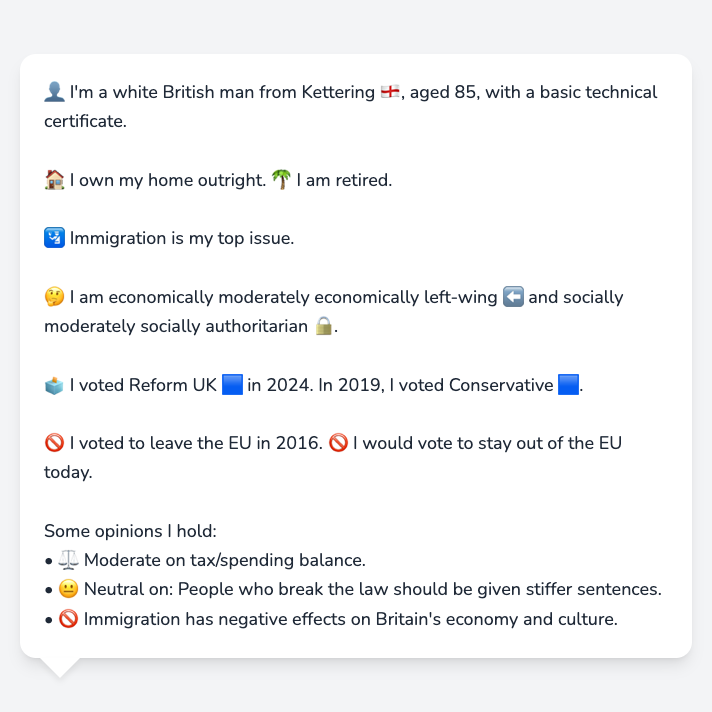 👤 I'm a white British man from Kettering 🏴󠁧󠁢󠁥󠁮󠁧󠁿, aged 85, with a basic technical
certificate.
🏠 I own my home outright. 🌴 I am retired.
🛂 Immigration is my top issue.
🤔 I am economically moderately economically left-wing ⬅️ and socially
moderately socially authoritarian 🔒.
🗳️ I voted Reform UK 🟦 in 2024. In 2019, I voted Conservative 🟦.
🚫 I voted to leave the EU in 2016. 🚫 I would vote to stay out of the EU
today.
Some opinions I hold:
• ⚖️ Moderate on tax/spending balance.
• 😐 Neutral on: People who break the law should be given stiffer sentences.
• 🚫 Immigration has negative effects on Britain's economy and culture.